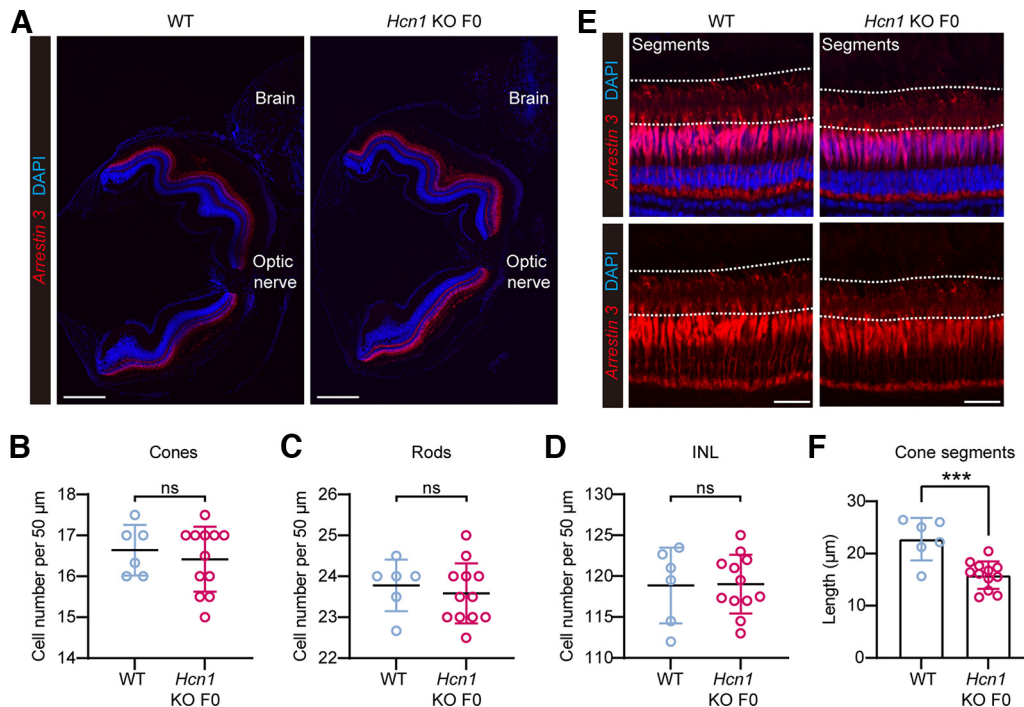 A
WT
Hcn1 KO F0
Arrestin 3 DAPI
Brain
Optic
nerve
Brain
Optic
nerve
E
WT
Hcn1 KO F0
Arrestin 3 DAPI
Segments
Segments
Arrestin 3 DAPI
B
Cones
Cell number per 50 μm
18
17
16
15
14
ns
WT
Hcn1
KO F0
C
Rods
Cell number per 50 μm
26
25
24
23
22
ns
WT
Hcn1
KO F0
D
INL
Cell number per 50 μm
130
125
120
115
110
ns
WT
Hcn1
KO F0
F
Cone segments
Length (μm)
30
20
10
0
***
WT
Hcn1
KO F0